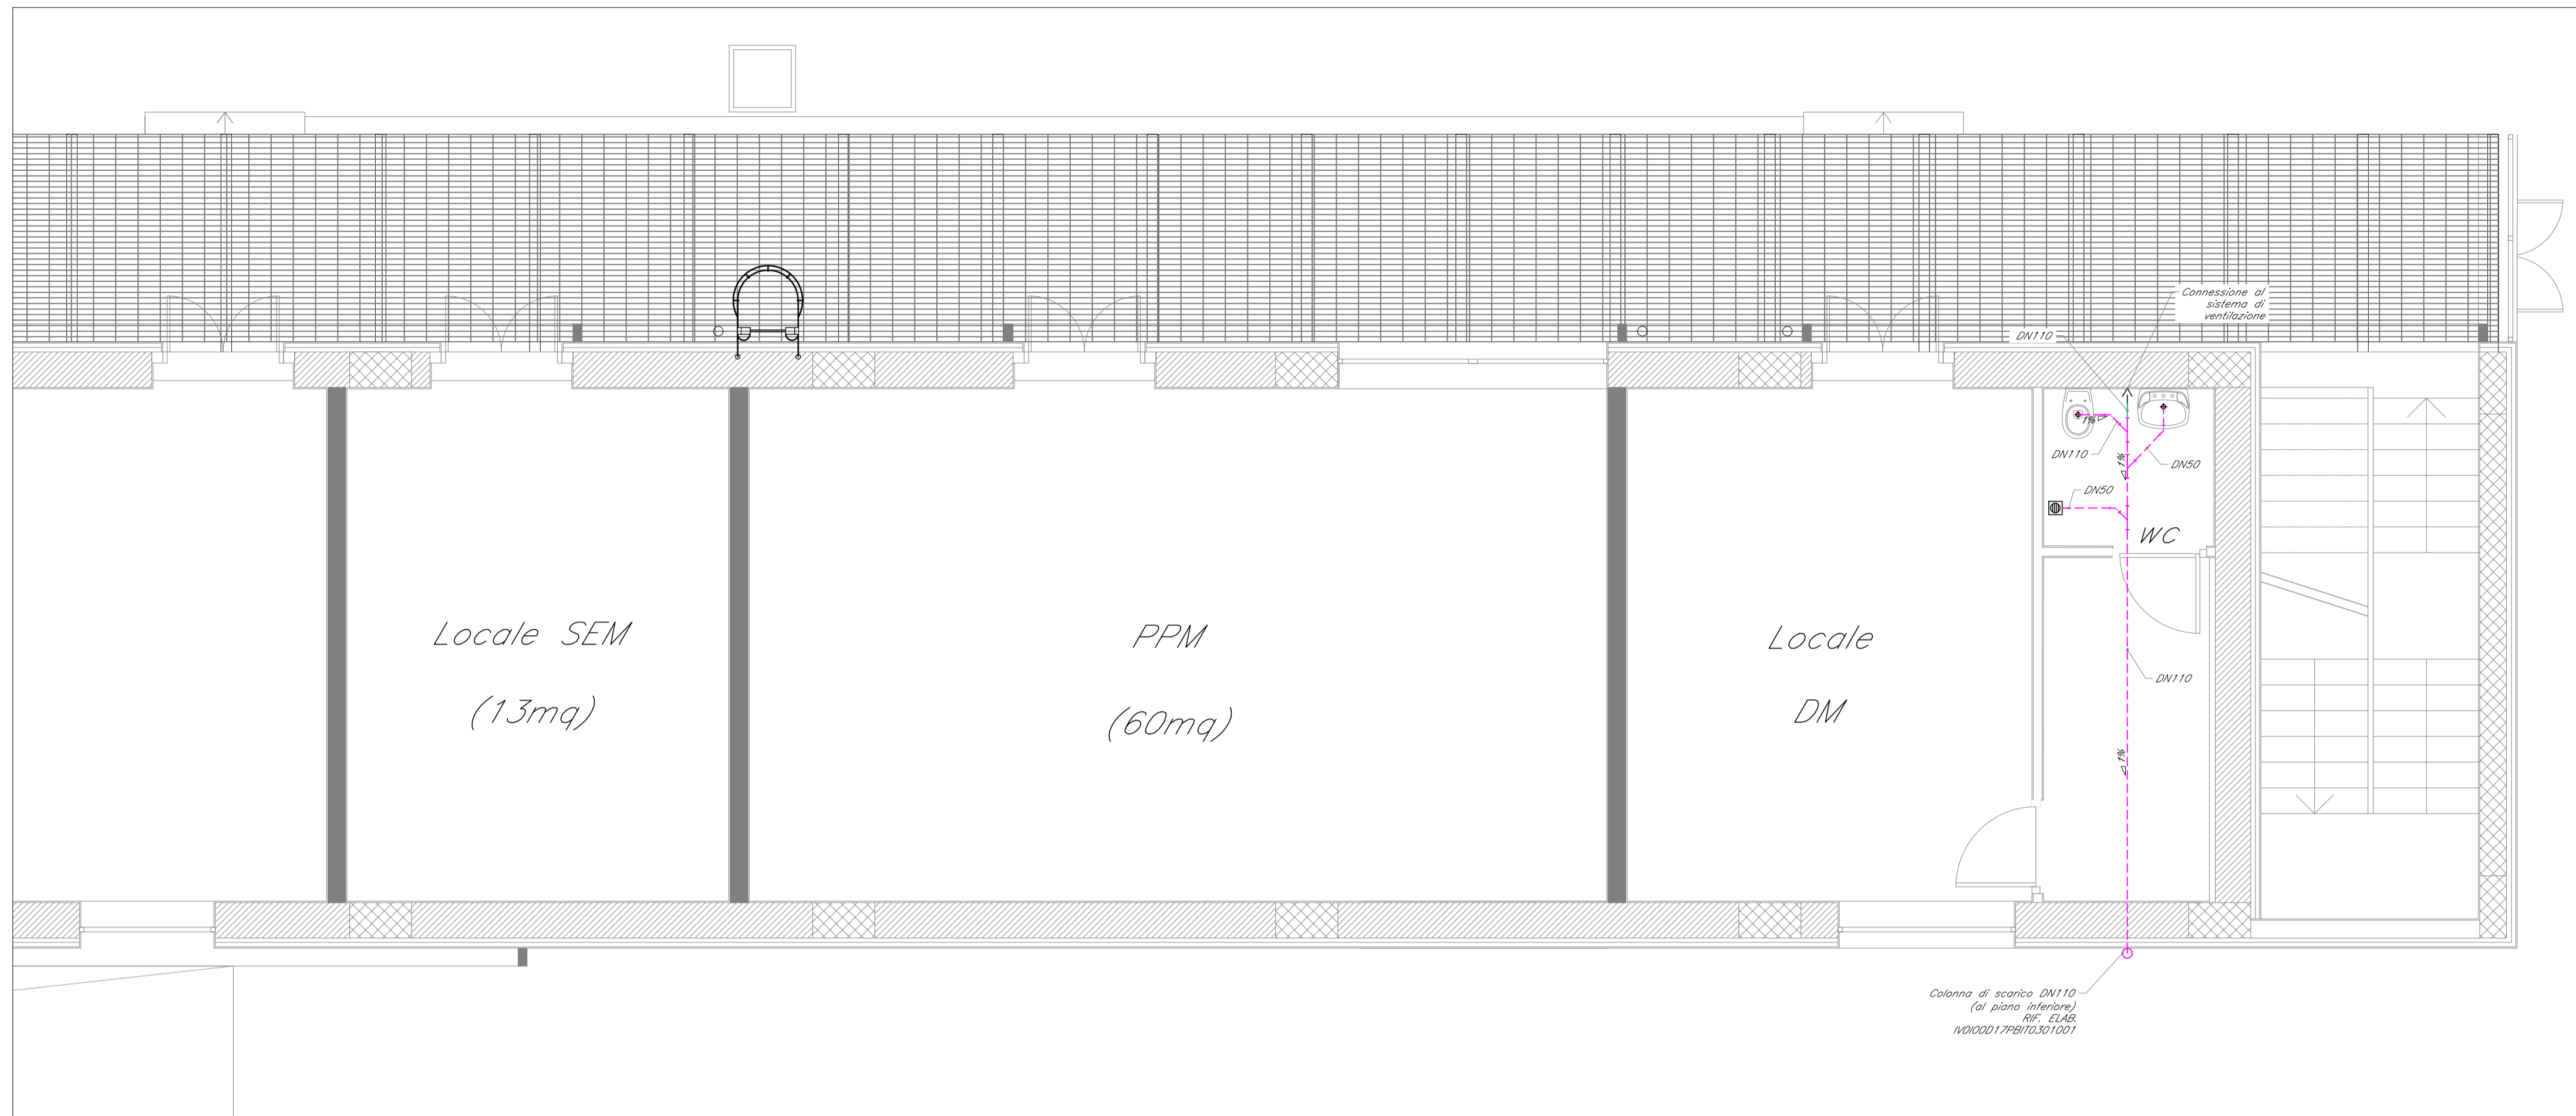 Connessione al
sistema di
ventilazione
DN110
1%
DN110
1%
DN50
DN50
WC
Locale SEM
(13mq)
PPM
(60mq)
Locale
DM
DN110
1%
Colonna di scarico DN110
(al piano inferiore)
RIF. ELAB.
IV0I00D17PBIT0301001